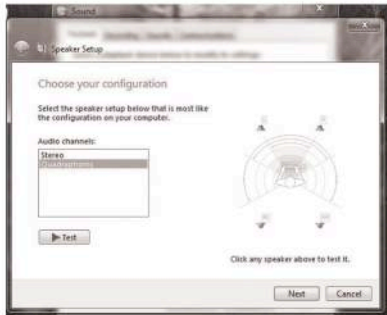 Sound
Speaker Setup
Choose your configuration
Select the speaker setup below that is most like
the configuration on your computer.
Audio channels:
Stereo
Quadraphonic
Test
Click any speaker above to test it.
Next
Cancel